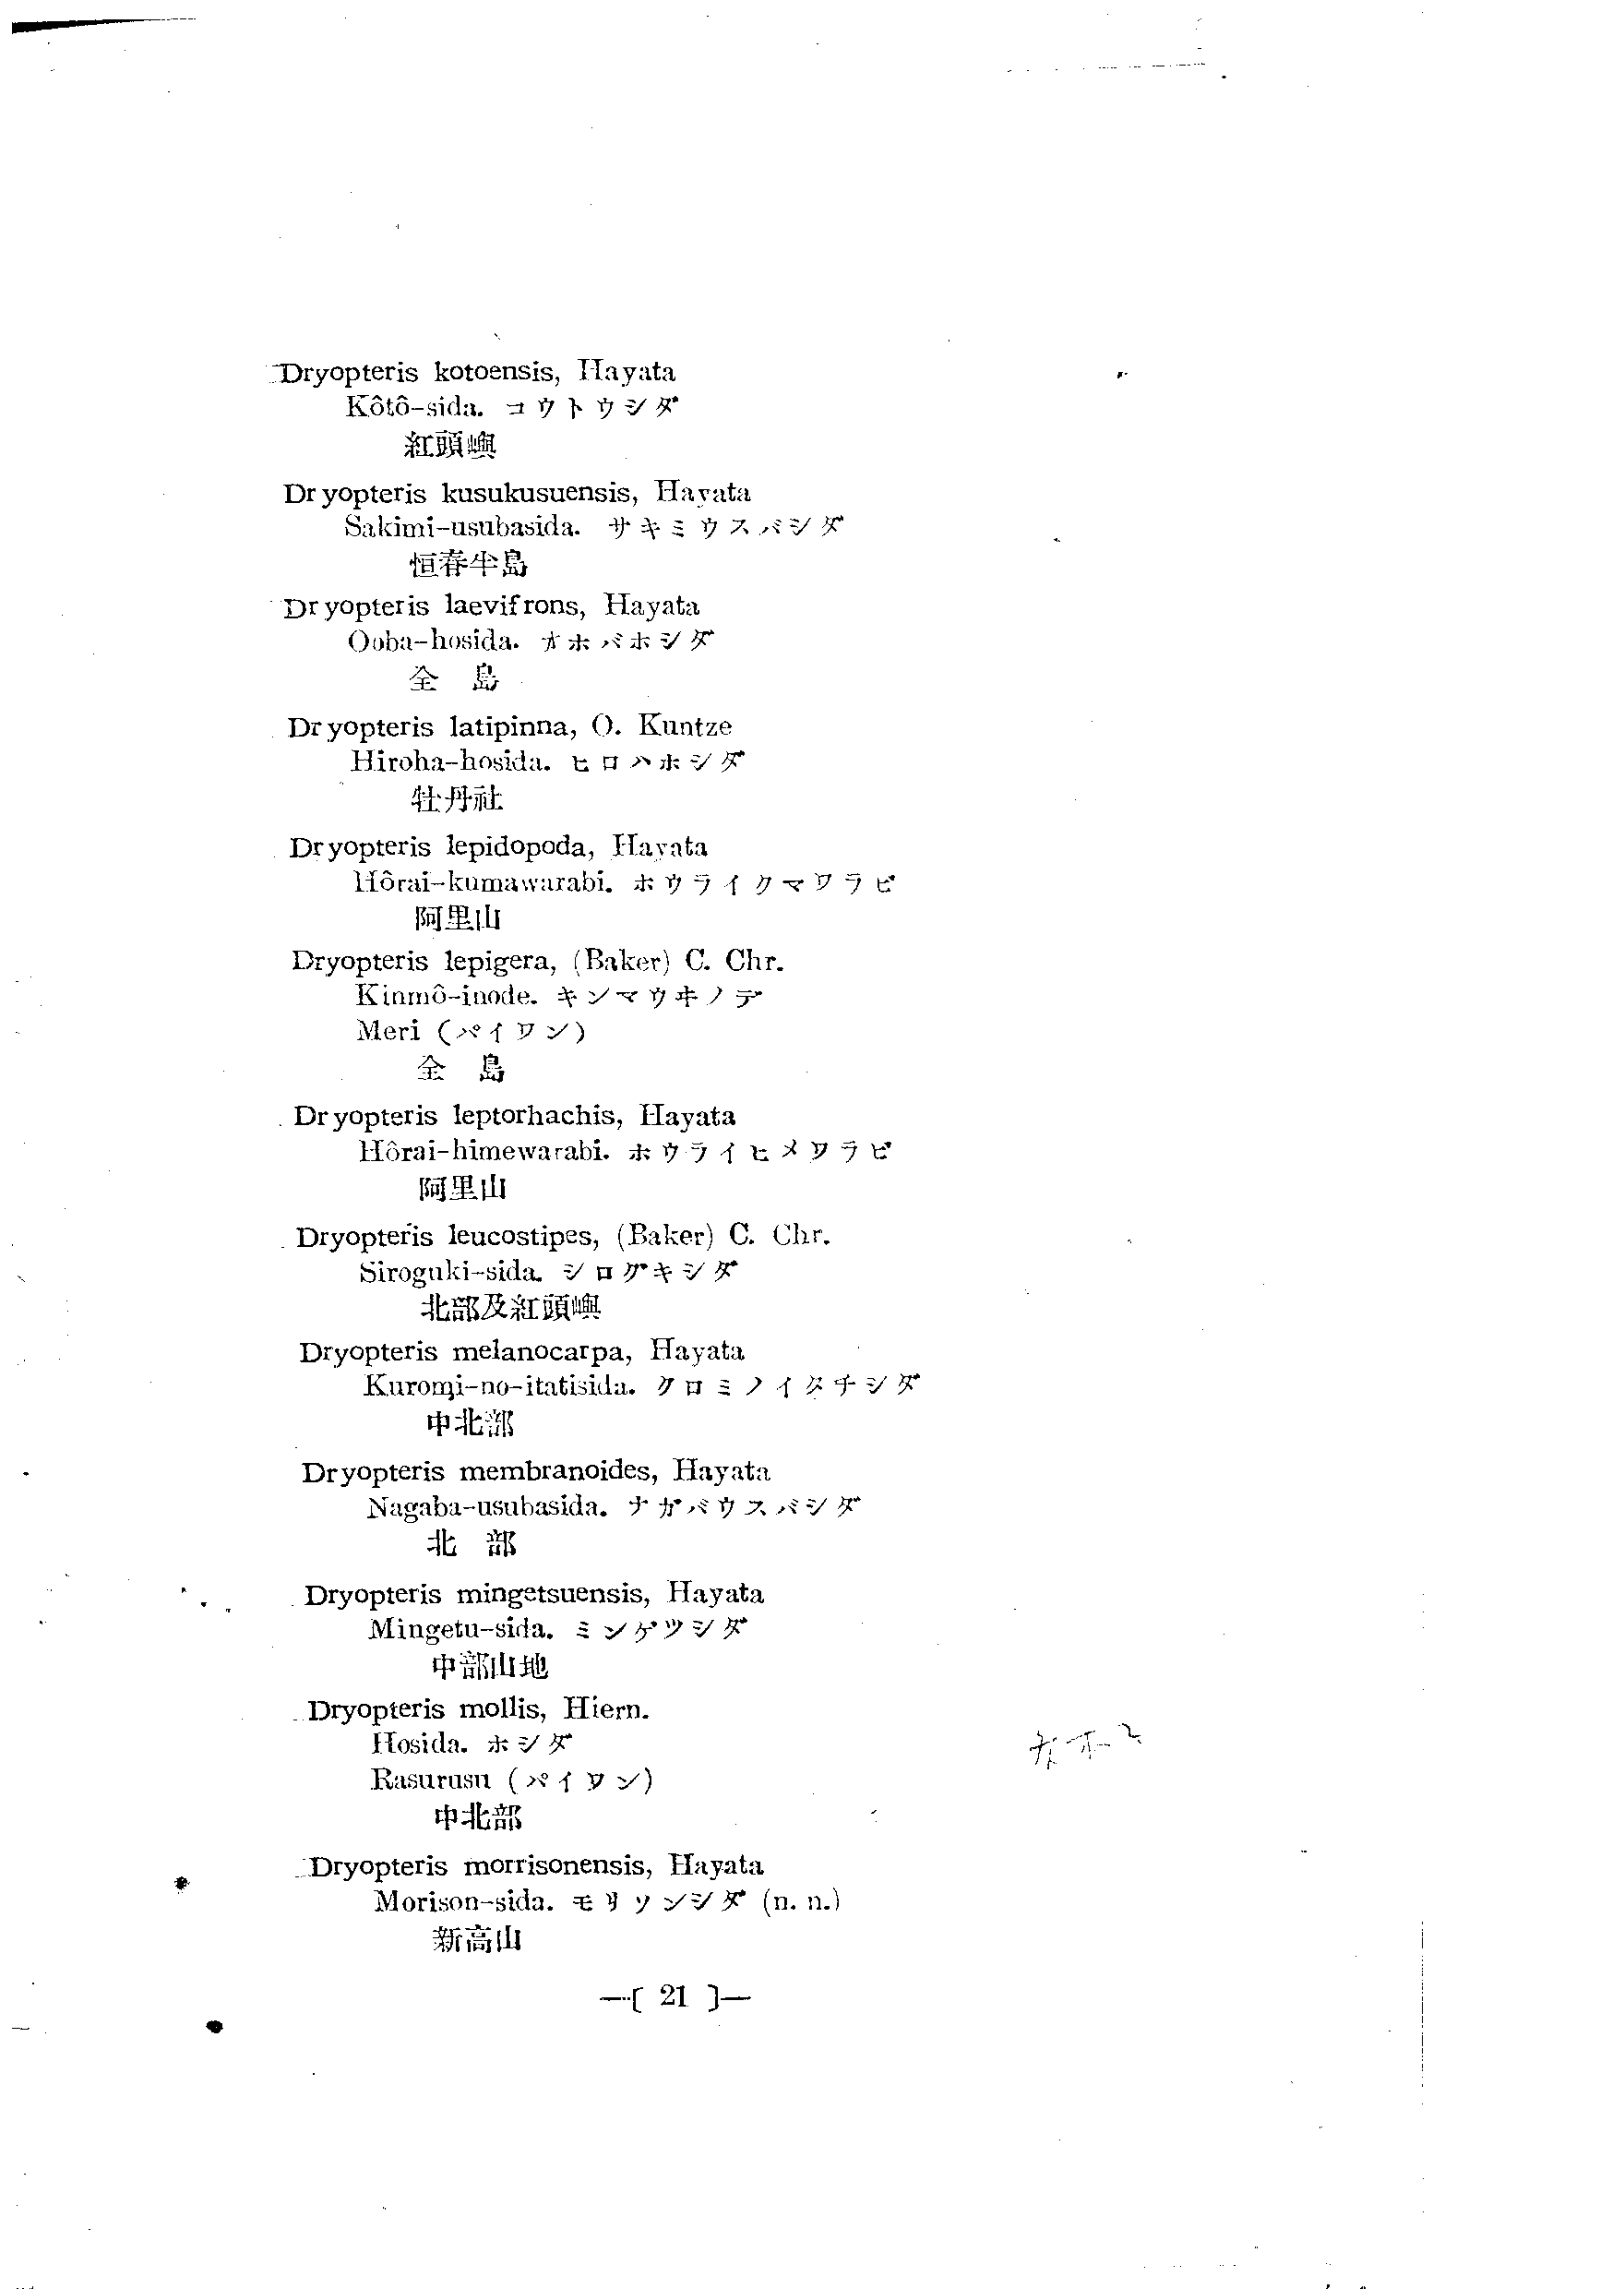 Dryopteris kotoensis, Hayata
Kôtô-sida. コウトウシダ
紅頭嶼
Dryopteris kusukusuensis, Hayata
Sakimi-usubasida. サキミウスバシダ
恒春半島
Dryopteris laevifrons, Hayata
Ooba-hosida. オホバホシダ
全 島
Dryopteris latipinna, O. Kuntze
Hiroha-hosida. ヒロハホシダ
牡丹社
Dryopteris lepidopoda, Hayata
Hôrai-kumawarabi. ホウライクマワラビ
阿里山
Dryopteris lepigera, (Baker) C. Chr.
Kinmô-inode. キンマウヰノデ
Meri (パイワン)
全 島
Dryopteris leptorhachis, Hayata
Hôrai-himewarabi. ホウライヒメワラビ
阿里山
Dryopteris leucostipes, (Baker) C. Chr.
Siroguki-sida. シログキシダ
北部及紅頭嶼
Dryopteris melanocarpa, Hayata
Kuromi-no-itatisida. クロミノイタチシダ
中北部
Dryopteris membranoides, Hayata
Nagaba-usubasida. ナガバウスバシダ
北 部
Dryopteris mingetsuensis, Hayata
Mingetu-sida. ミンゲツシダ
中部山地
Dryopteris mollis, Hiern.
Hosida. ホシダ
Rasurusu (パイワン)
中北部
Dryopteris morrisonensis, Hayata
Morison-sida. モリソンシダ (n. n.)
新高山
—[ 21 ]—